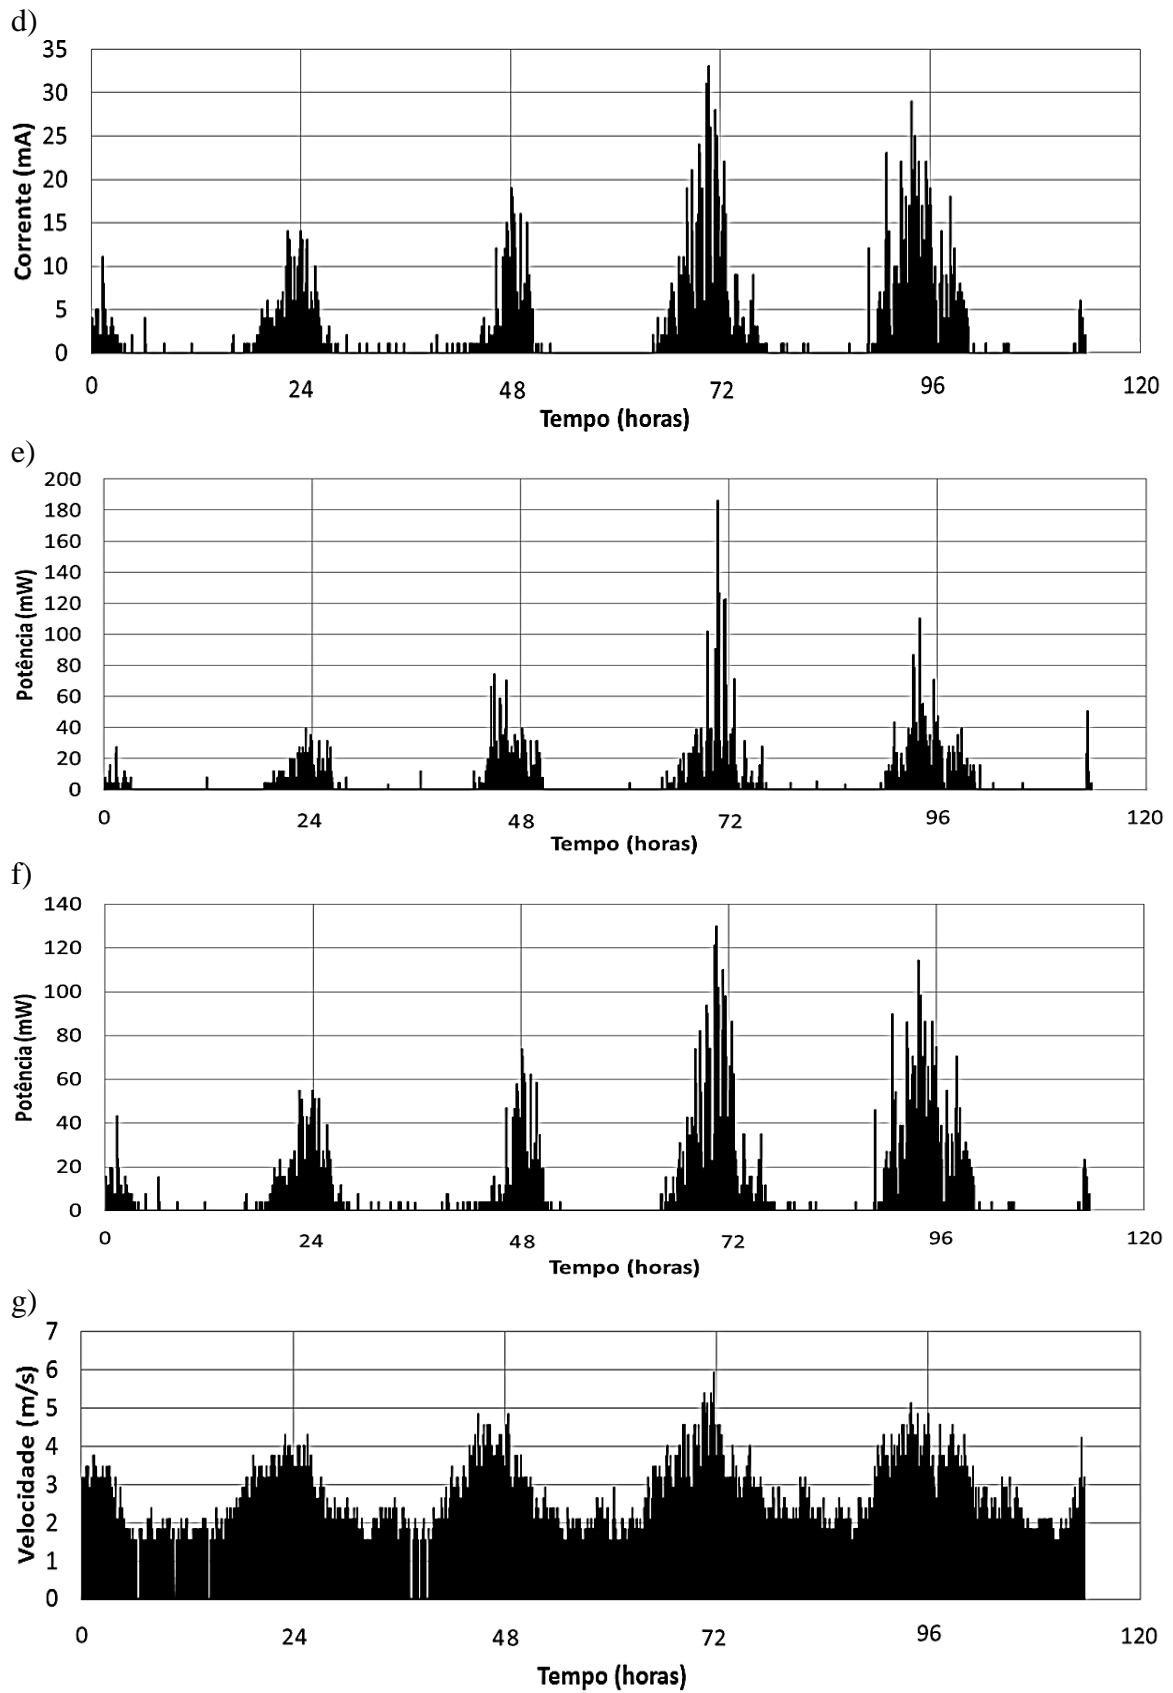 d)
35
30
25
20
15
10
5
0
Corrente (mA)
0 24 48 72 96 120
Tempo (horas)
e)
200
180
160
140
120
100
80
60
40
20
0
Potência (mW)
0 24 48 72 96 120
Tempo (horas)
f)
140
120
100
80
60
40
20
0
Potência (mW)
0 24 48 72 96 120
Tempo (horas)
g)
7
6
5
4
3
2
1
0
Velocidade (m/s)
0 24 48 72 96 120
Tempo (horas)